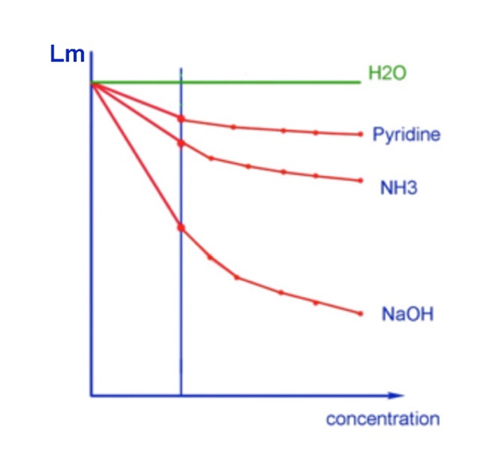 Lm
H2O
Pyridine
NH3
NaOH
concentration